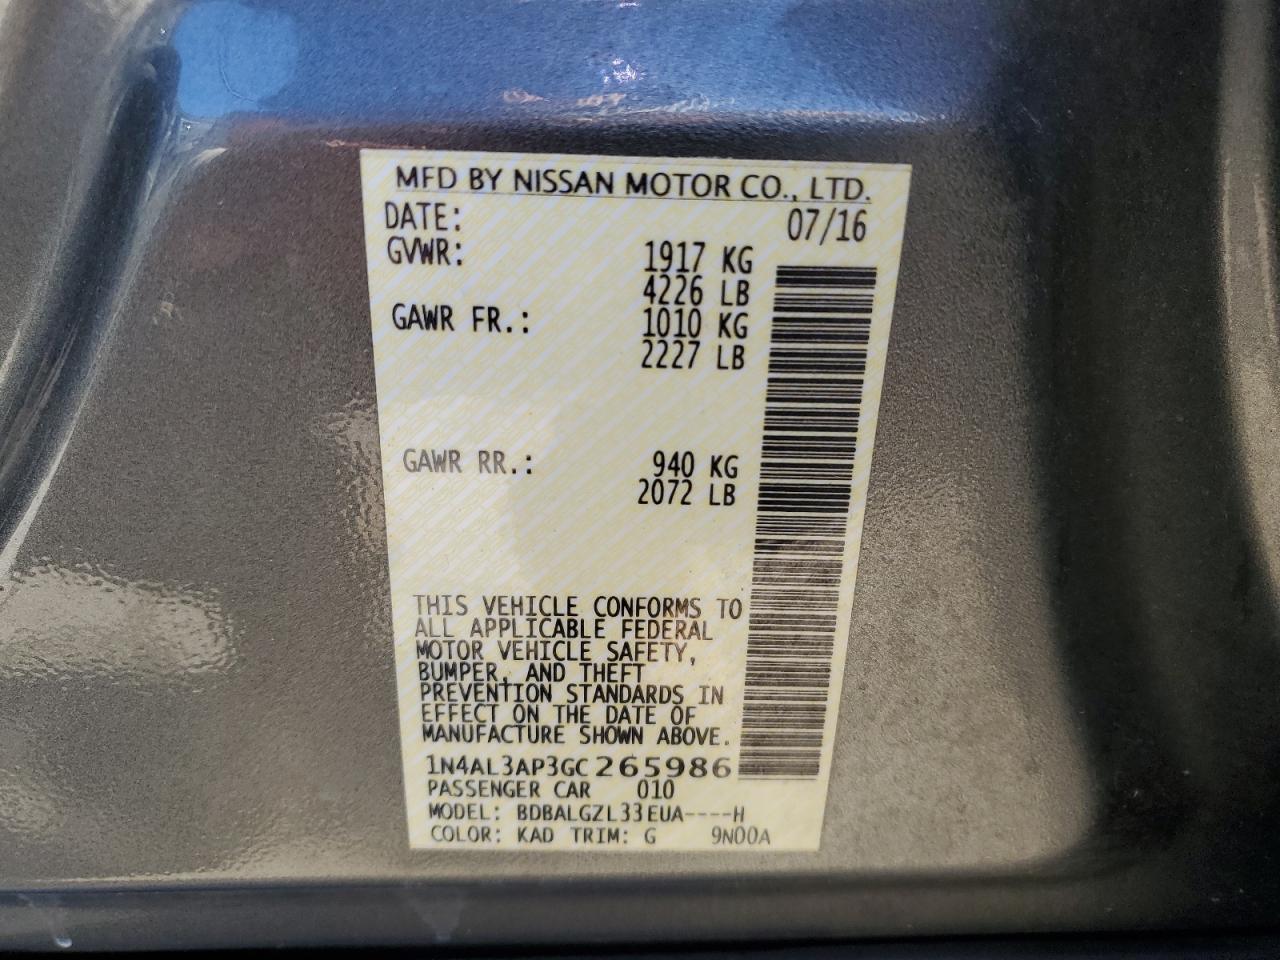 MFD BY NISSAN MOTOR CO., LTD.
DATE: 07/16
GVWR: 1917 KG
4226 LB
GAWR FR.: 1010 KG
2227 LB
GAWR RR.: 940 KG
2072 LB
THIS VEHICLE CONFORMS TO
ALL APPLICABLE FEDERAL
MOTOR VEHICLE SAFETY,
BUMPER, AND THEFT
PREVENTION STANDARDS IN
EFFECT ON THE DATE OF
MANUFACTURE SHOWN ABOVE.
1N4AL3AP3GC265986
PASSENGER CAR 010
MODEL: BDBALGZL33EUA----H
COLOR: KAD TRIM: G 9N00A